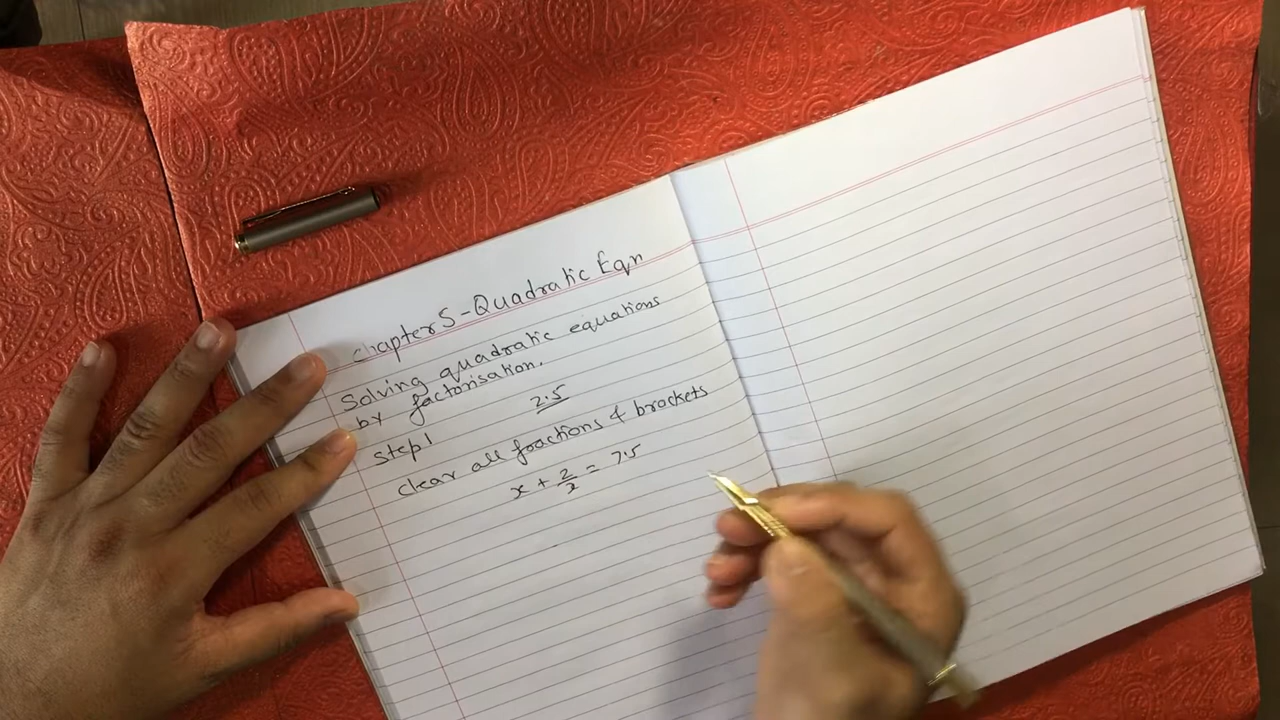 Chapter 5 - Quadratic Eqn
Solving quadratic equations
by factorisation.
2.5
Step 1
clear all fractions & brackets
x + 2/x = 7.5